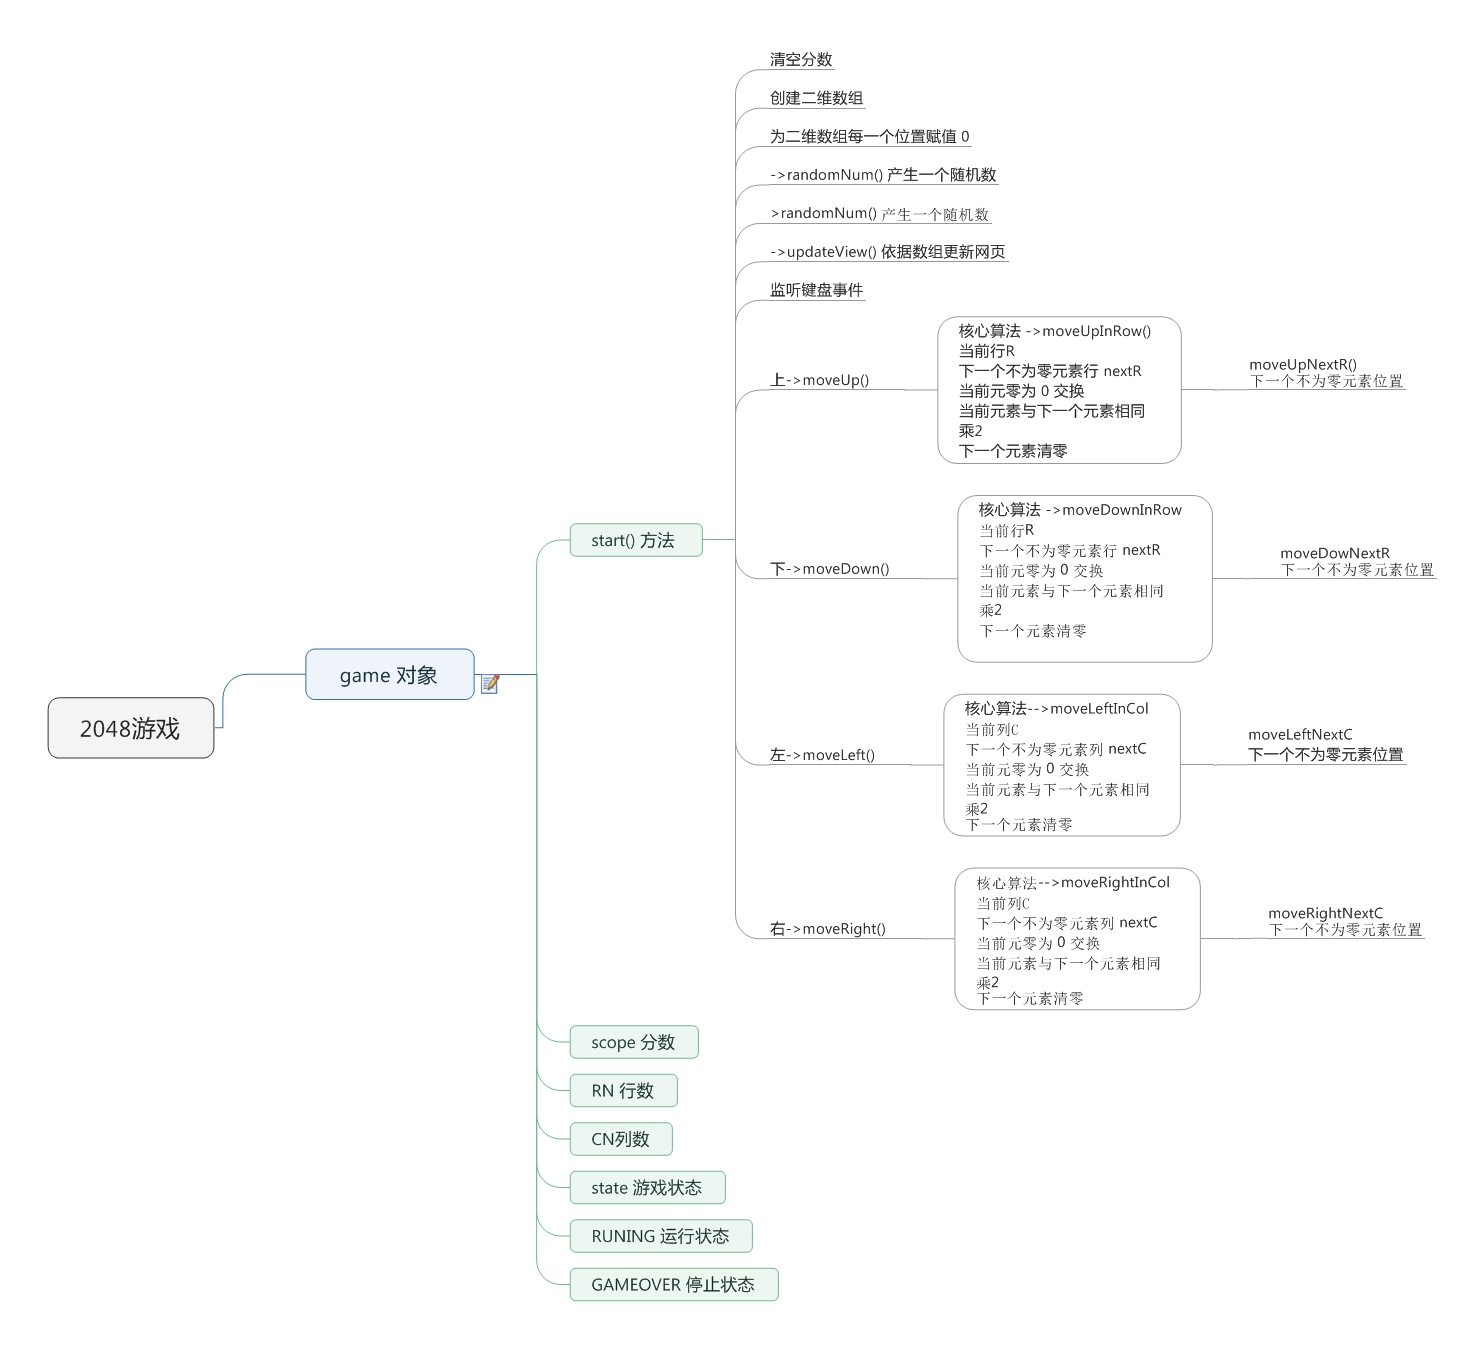 2048游戏
game 对象
start() 方法
清空分数
创建二维数组
为二维数组每一个位置赋值 0
->randomNum() 产生一个随机数
>randomNum() 产生一个随机数
->updateView() 依据数组更新网页
监听键盘事件
上->moveUp()
核心算法 ->moveUpInRow()
当前行R
下一个不为零元素行 nextR
当前元零为 0 交换
当前元素与下一个元素相同
乘2
下一个元素清零
moveUpNextR()
下一个不为零元素位置
下->moveDown()
核心算法 ->moveDownInRow
当前行R
下一个不为零元素行 nextR
当前元零为 0 交换
当前元素与下一个元素相同
乘2
下一个元素清零
moveDowNextR
下一个不为零元素位置
左->moveLeft()
核心算法-->moveLeftInCol
当前列C
下一个不为零元素列 nextC
当前元零为 0 交换
当前元素与下一个元素相同
乘2
下一个元素清零
moveLeftNextC
下一个不为零元素位置
右->moveRight()
核心算法-->moveRightInCol
当前列C
下一个不为零元素列 nextC
当前元零为 0 交换
当前元素与下一个元素相同
乘2
下一个元素清零
moveRightNextC
下一个不为零元素位置
scope 分数
RN 行数
CN列数
state 游戏状态
RUNING 运行状态
GAMEOVER 停止状态